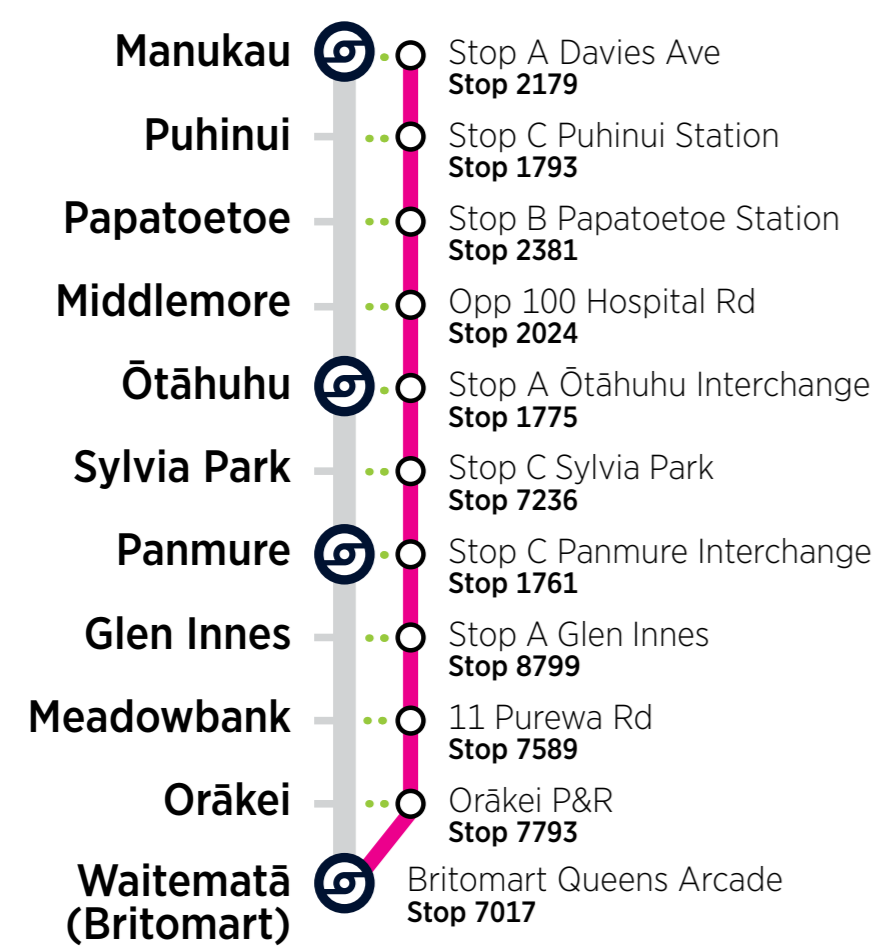 Manukau
Stop A Davies Ave
Stop 2179
Puhinui
Stop C Puhinui Station
Stop 1793
Papatoetoe
Stop B Papatoetoe Station
Stop 2381
Middlemore
Opp 100 Hospital Rd
Stop 2024
Ōtāhuhu
Stop A Ōtāhuhu Interchange
Stop 1775
Sylvia Park
Stop C Sylvia Park
Stop 7236
Panmure
Stop C Panmure Interchange
Stop 1761
Glen Innes
Stop A Glen Innes
Stop 8799
Meadowbank
11 Purewa Rd
Stop 7589
Orākei
Orākei P&R
Stop 7793
Waitematā
(Britomart)
Britomart Queens Arcade
Stop 7017